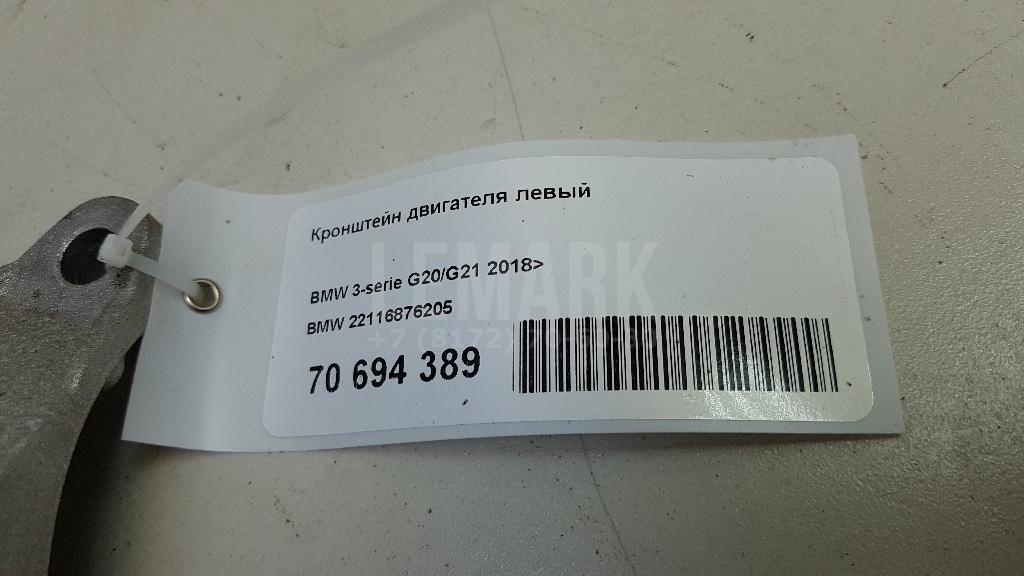 Кронштейн двигателя левый
BMW 3-serie G20/G21 2018>
BMW 22116876205
70 694 389
LEMARK